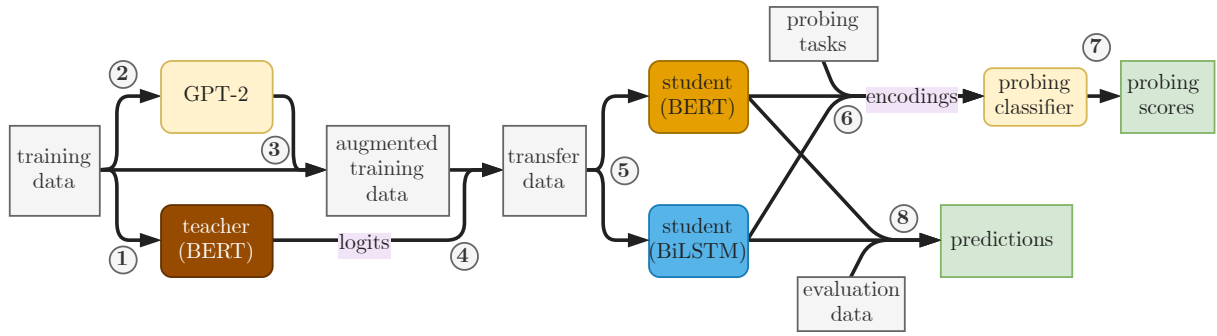 training
data
2
GPT-2
3
1
teacher
(BERT)
logits
4
augmented
training
data
transfer
data
5
student
(BERT)
student
(BiLSTM)
probing
tasks
6
encodings
probing
classifier
7
probing
scores
8
predictions
evaluation
data